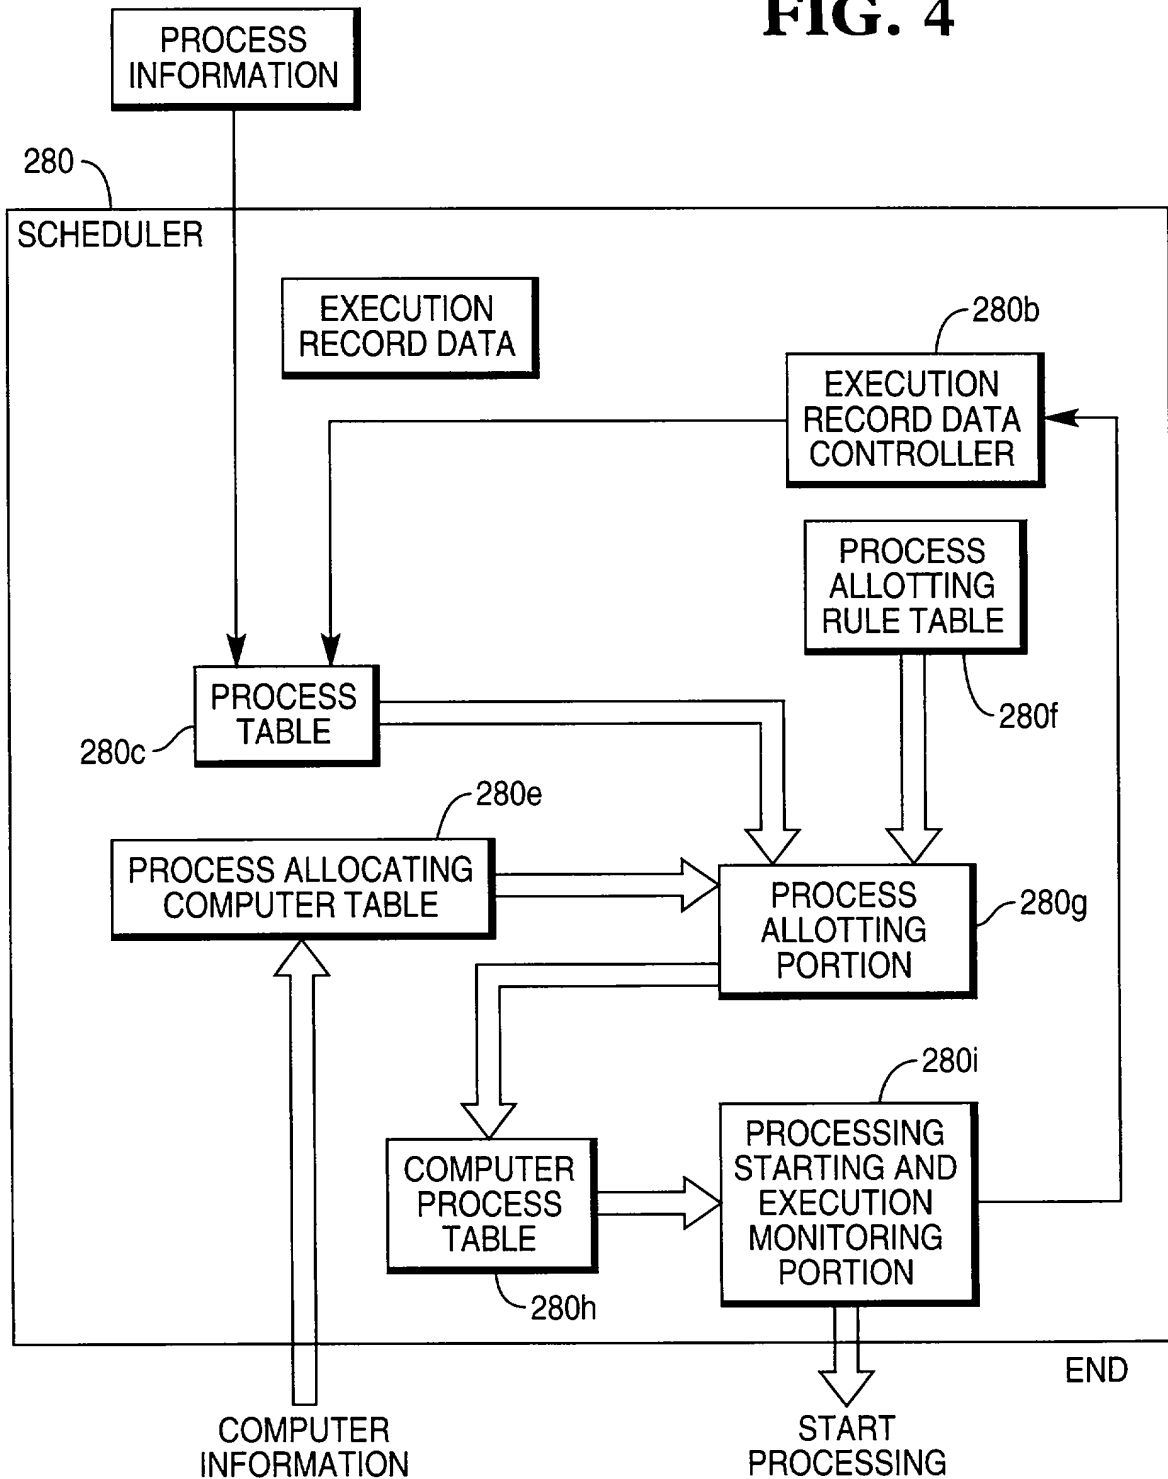 FIG. 4
PROCESS
INFORMATION
280
SCHEDULER
EXECUTION
RECORD DATA
280b
EXECUTION
RECORD DATA
CONTROLLER
PROCESS
ALLOTTING
RULE TABLE
280f
PROCESS
TABLE
280c
280e
PROCESS ALLOCATING
COMPUTER TABLE
PROCESS
ALLOTTING
PORTION
280g
280i
COMPUTER
PROCESS
TABLE
280h
PROCESSING
STARTING AND
EXECUTION
MONITORING
PORTION
END
COMPUTER
INFORMATION
START
PROCESSING